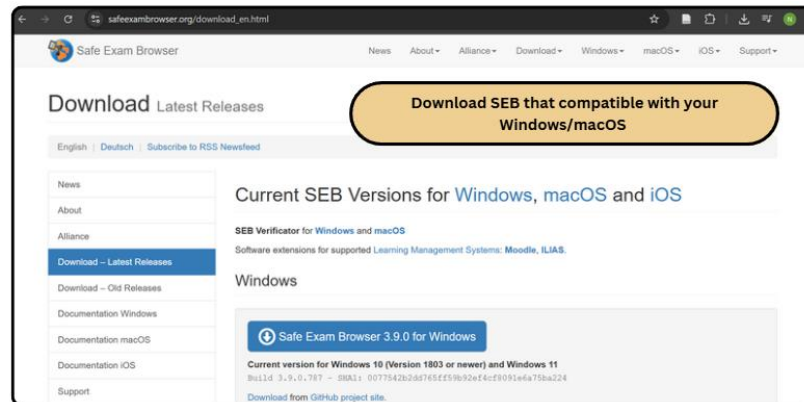 safeexambrowser.org/download_en.html
Safe Exam Browser
News About Alliance Download Windows macOS iOS Support
Download Latest Releases
Download SEB that compatible with your
Windows/macOS
English | Deutsch | Subscribe to RSS Newsfeed
News
About
Alliance
Download – Latest Releases
Download – Old Releases
Documentation Windows
Documentation macOS
Documentation iOS
Support
Current SEB Versions for Windows, macOS and iOS
SEB Verificator for Windows and macOS
Software extensions for supported Learning Management Systems: Moodle, ILIAS.
Windows
Safe Exam Browser 3.9.0 for Windows
Current version for Windows 10 (Version 1803 or newer) and Windows 11
Build 3.9.0.787 - SHA1:
Download from GitHub project site.